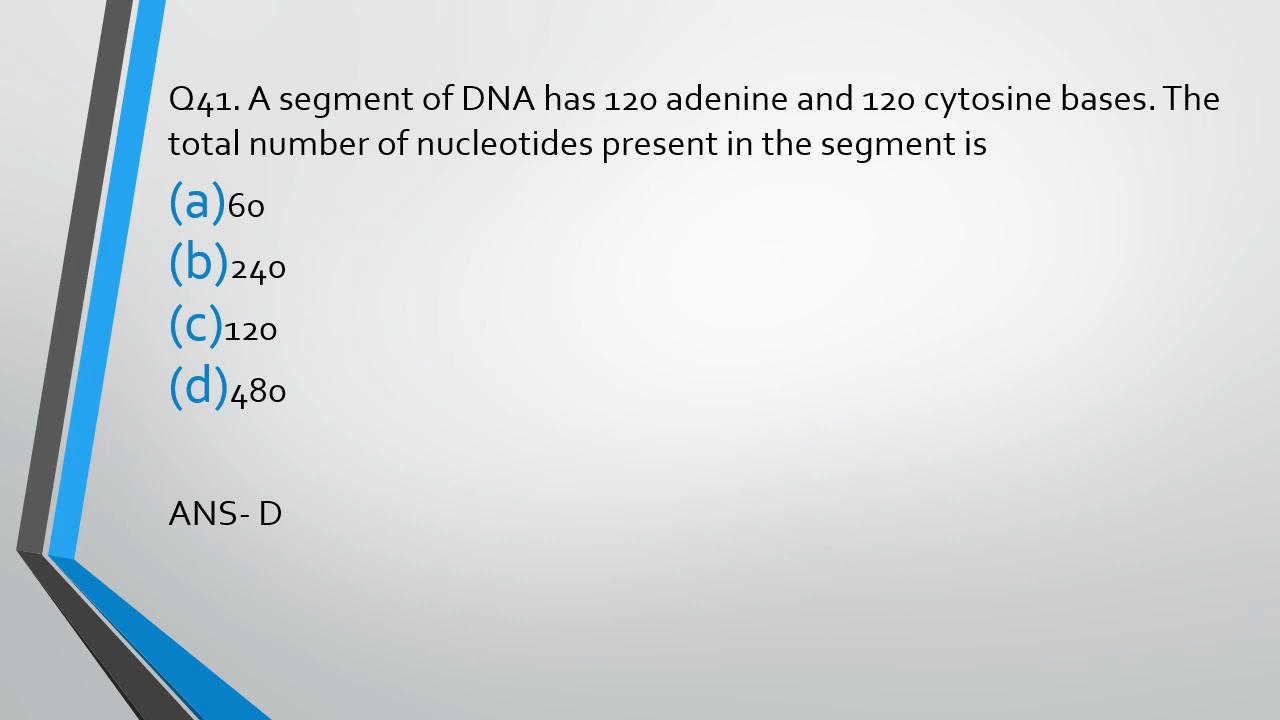 Q41. A segment of DNA has 120 adenine and 120 cytosine bases. The
total number of nucleotides present in the segment is
(a)60
(b)240
(c)120
(d)480
ANS- D